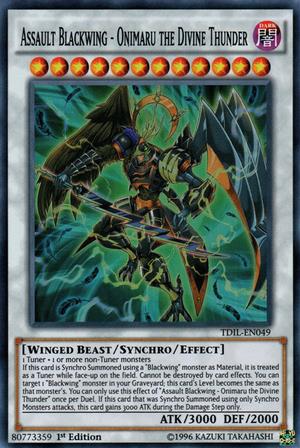 ASSAULT BLACKWING - ONIMARU THE DIVINE THUNDER
DARK
闇
TDIL-EN049
[WINGED BEAST/SYNCHRO/EFFECT]
1 Tuner + 1 or more non-Tuner monsters
If this card is Synchro Summoned using a "Blackwing" monster as Material, it is treated
as a Tuner while face-up on the field. Cannot be destroyed by card effects. You can
target 1 "Blackwing" monster in your Graveyard; this card's Level becomes the same as
that monster's. You can only use this effect of "Assault Blackwing - Onimaru the Divine
Thunder" once per Duel. If this card that was Synchro Summoned using only Synchro
Monsters attacks, this card gains 3000 ATK during the Damage Step only.
ATK/3000 DEF/2000
80773359 1st Edition ©1996 KAZUKI TAKAHASHI